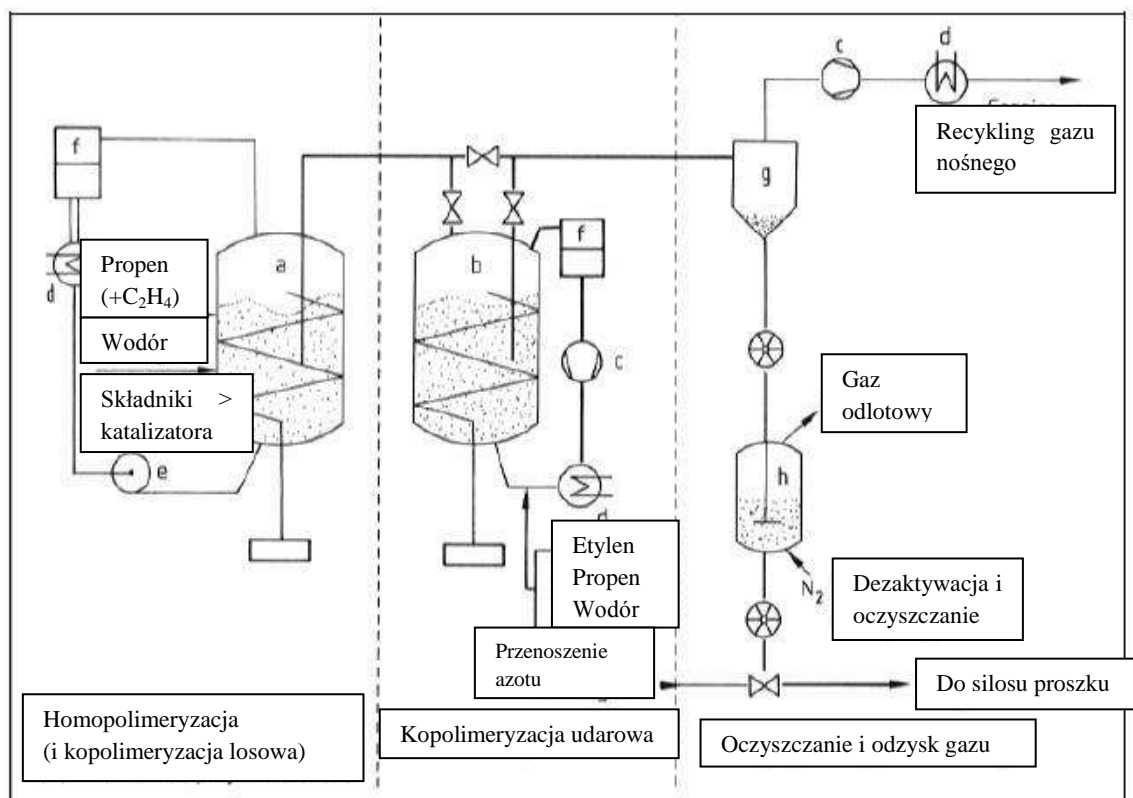 c
d
Recykling gazu
nośnego
f
g
f
a
b
Propen
(+C₂H₄)
d
Wodór
c
Składniki >
katalizatora
Gaz
odlotowy
e
h
d
Etylen
Propen
Wodór
N₂
Dezaktywacja i
oczyszczanie
Przenoszenie
azotu
Do silosu proszku
Homopolimeryzacja
(i kopolimeryzacja losowa)
Kopolimeryzacja udarowa
Oczyszczanie i odzysk gazu